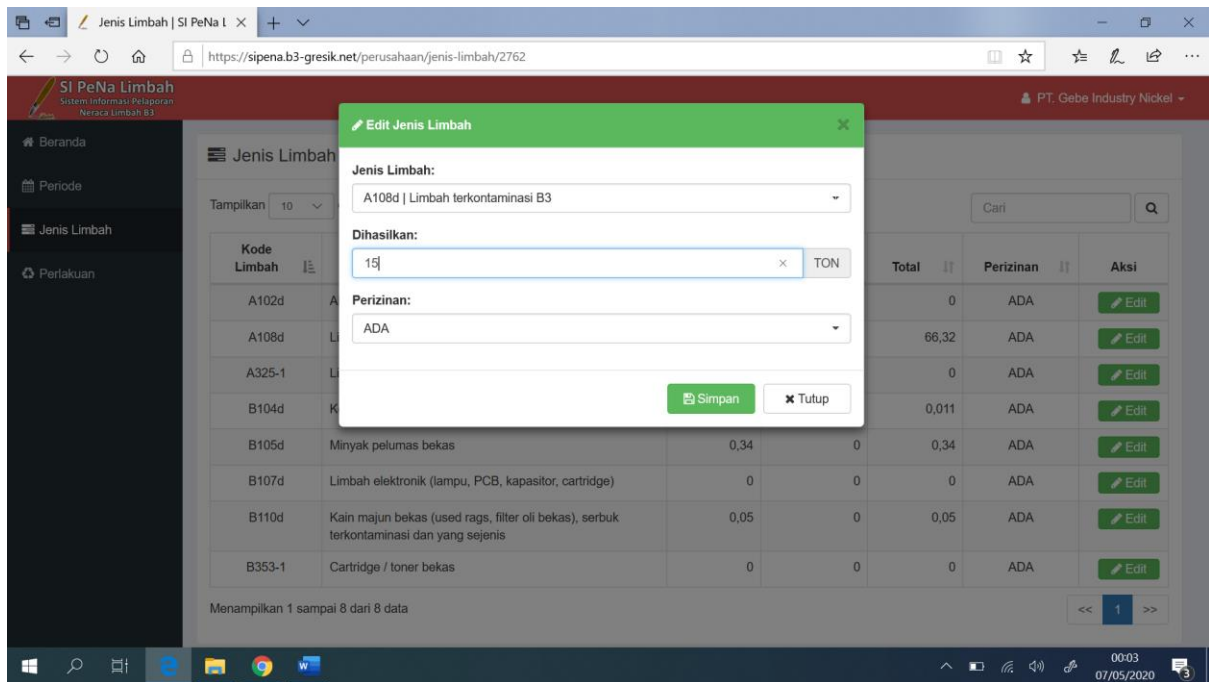 Jenis Limbah | SI PeNa L
https://sipena.b3-gresik.net/perusahaan/jenis-limbah/2762
SI PeNa Limbah
Sistem Informasi Pelaporan
Neraca Limbah B3
PT. Gebe Industry Nickel
Beranda
Periode
Jenis Limbah
Perlakuan
Jenis Limbah
Tampilkan 10
Cari
Edit Jenis Limbah
Jenis Limbah:
A108d | Limbah terkontaminasi B3
Dihasilkan:
15 TON
Perizinan:
ADA
Simpan Tutup
Kode Limbah Total Perizinan Aksi
A102d A 0 ADA Edit
A108d Li 66,32 ADA Edit
A325-1 Li 0 ADA Edit
B104d K 0,011 ADA Edit
B105d Minyak pelumas bekas 0,34 0 0,34 ADA Edit
B107d Limbah elektronik (lampu, PCB, kapasitor, cartridge) 0 0 0 ADA Edit
B110d Kain majun bekas (used rags, filter oli bekas), serbuk 0,05 0 0,05 ADA Edit
terkontaminasi dan yang sejenis
B353-1 Cartridge / toner bekas 0 0 0 ADA Edit
Menampilkan 1 sampai 8 dari 8 data
<< 1 >>
00:03
07/05/2020
3